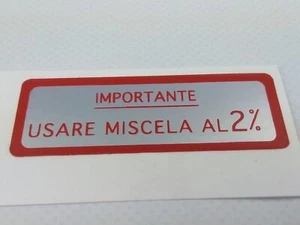 IMPORTANTE
USARE MISCELA AL 2%